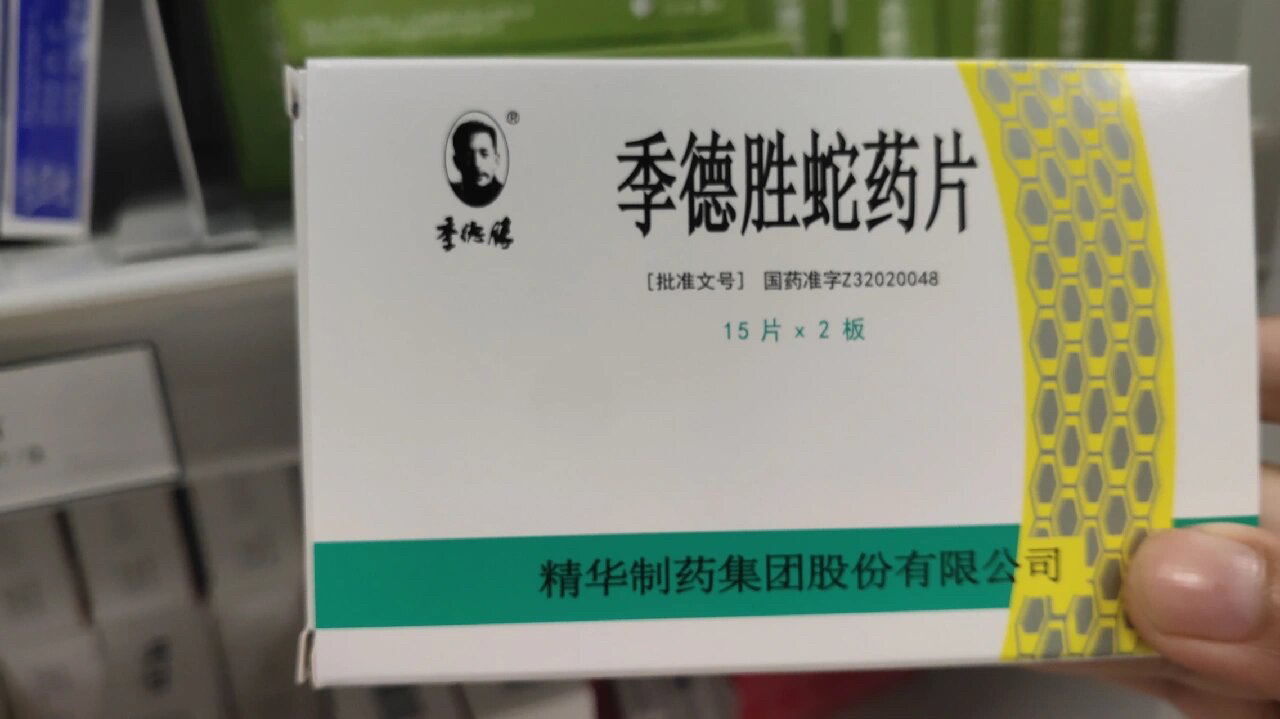 ®
季德胜
季德胜蛇药片
[批准文号] 国药准字Z32020048
15片×2板
精华制药集团股份有限公司